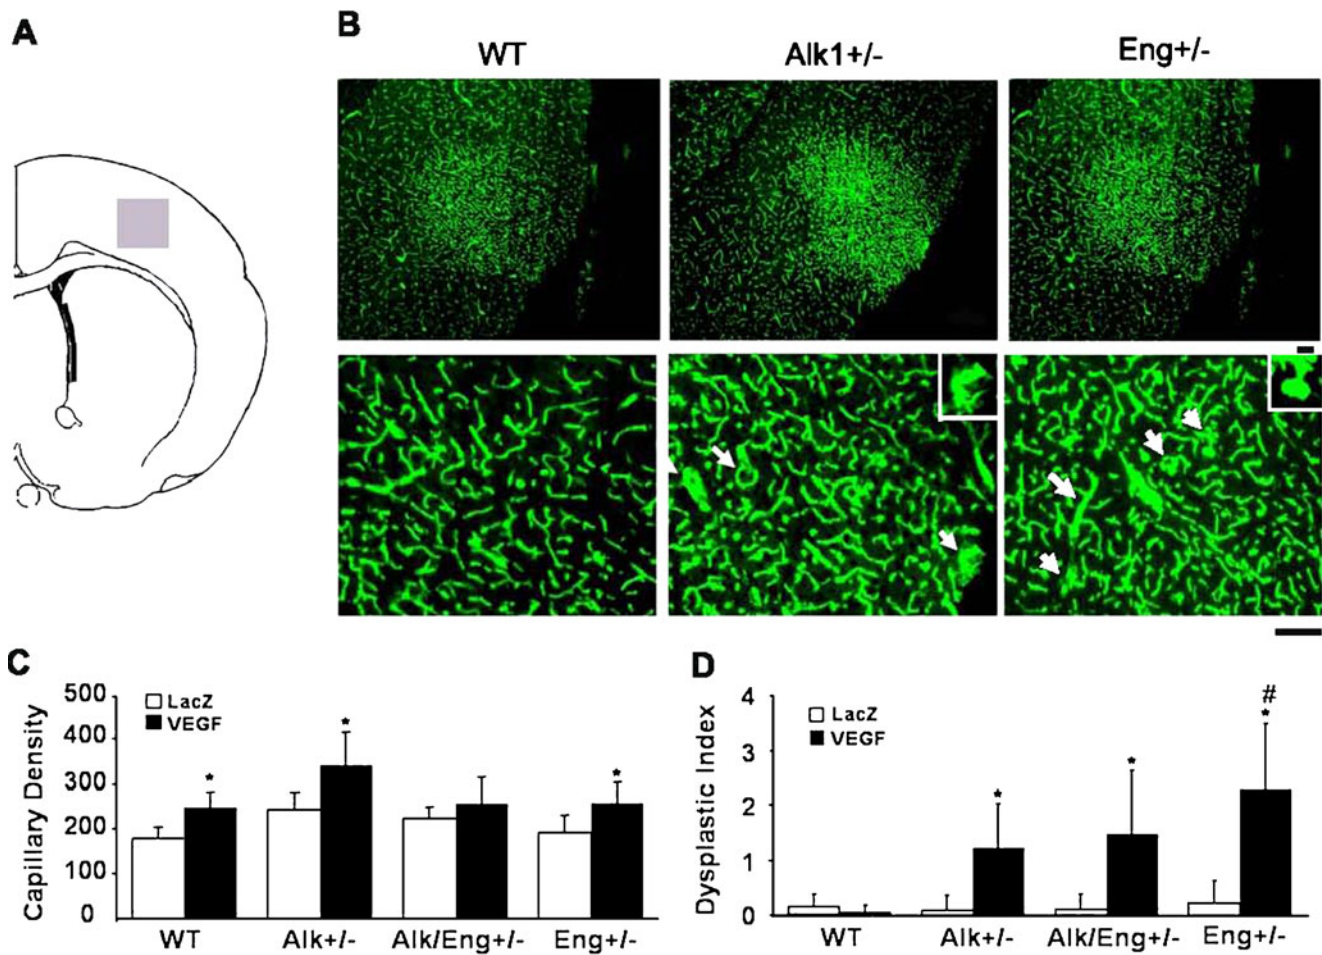 A
B
WT
Alk1+/-
Eng+/-
C
Capillary Density
500
400
300
200
100
0
LacZ
VEGF
*
*
*
WT
Alk+/-
Alk/Eng+/-
Eng+/-
D
Dysplastic Index
4
3
2
1
0
LacZ
VEGF
*
*
#
*
WT
Alk+/-
Alk/Eng+/-
Eng+/-